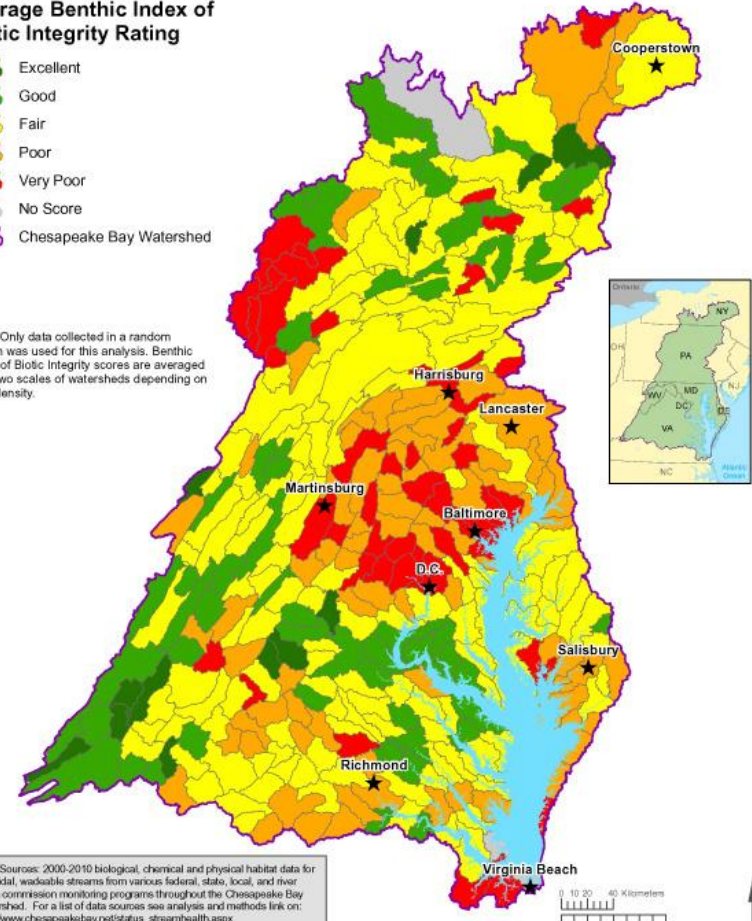 rage Benthic Index of
tic Integrity Rating
Excellent
Good
Fair
Poor
Very Poor
No Score
Chesapeake Bay Watershed
Only data collected in a random
was used for this analysis. Benthic
of Biotic Integrity scores are averaged
wo scales of watersheds depending on
density.
Cooperstown
Harrisburg
Lancaster
Martinsburg
Baltimore
D.C.
Salisbury
Richmond
Virginia Beach
Ontario
NY
PA
OH
NJ
MD
WV
DC
DE
VA
NC
Atlantic
Ocean
Sources: 2000-2010 biological, chemical and physical habitat data for
dal, wadeable streams from various federal, state, local, and river
commission monitoring programs throughout the Chesapeake Bay
shed. For a list of data sources see analysis and methods link on:
www.chesapeakebay.net/status_streamhealth.aspx
0 10 20 40 Kilometers